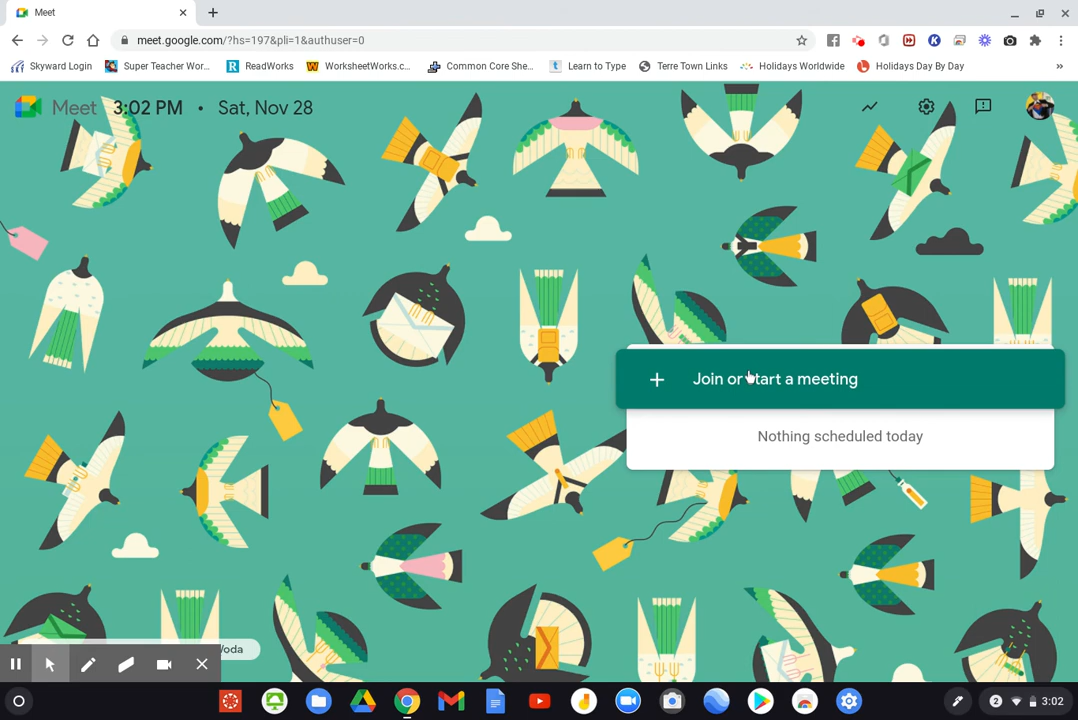 Meet
meet.google.com/?hs=197&pli=1&authuser=0
Skyward Login
Super Teacher Wor...
ReadWorks
WorksheetWorks.c...
Common Core She...
Learn to Type
Terre Town Links
Holidays Worldwide
Holidays Day By Day
»
Meet 3:02 PM • Sat, Nov 28
+ Join or start a meeting
Nothing scheduled today
2
3:02